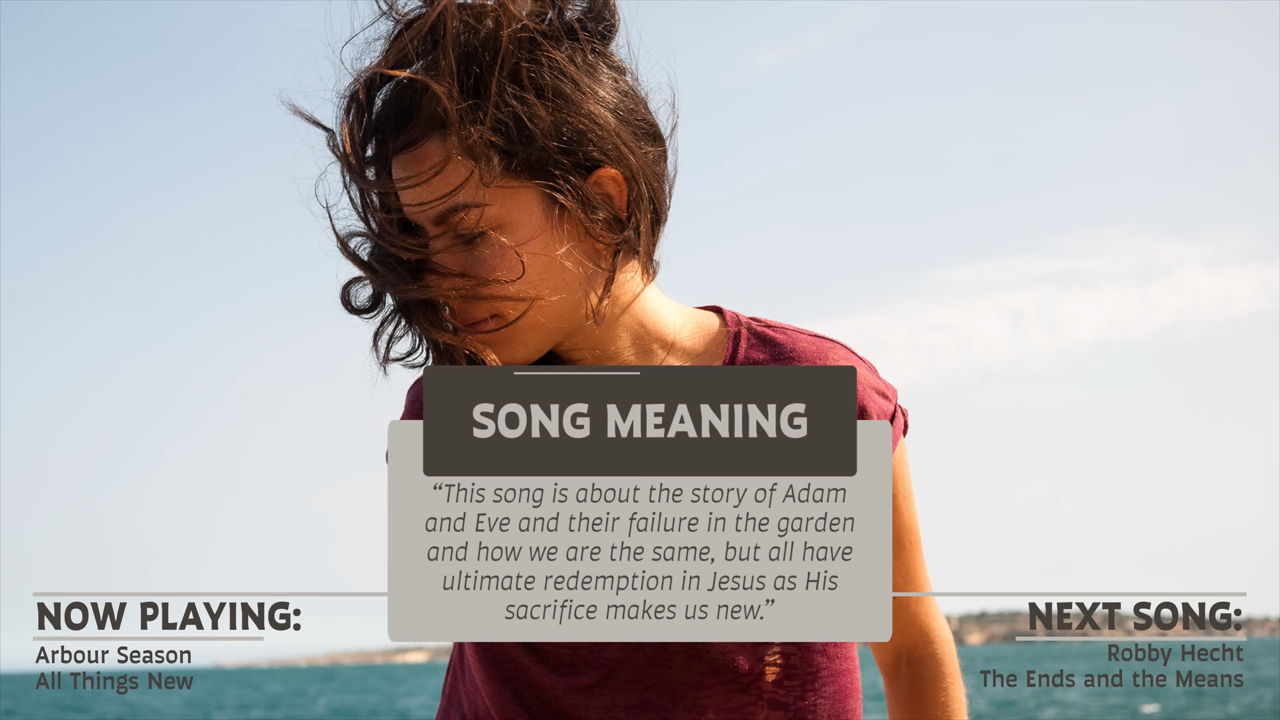 SONG MEANING
“This song is about the story of Adam
and Eve and their failure in the garden
and how we are the same, but all have
ultimate redemption in Jesus as His
sacrifice makes us new.”
NOW PLAYING:
Arbour Season
All Things New
NEXT SONG:
Robby Hecht
The Ends and the Means